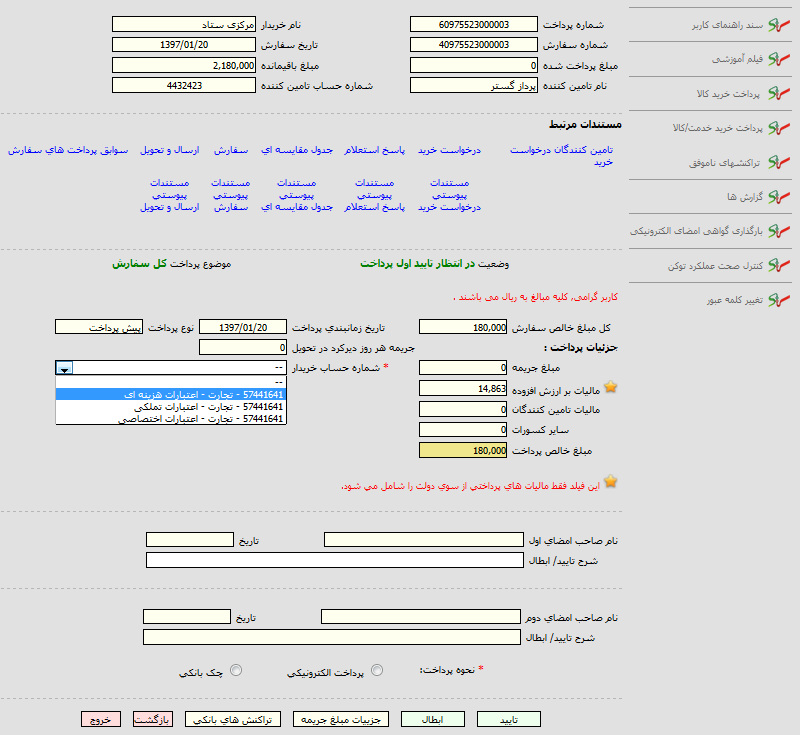 سند راهنمای کاربر
فیلم آموزشی
پرداخت خرید کالا
پرداخت خرید خدمت/کالا
تراکنشهای ناموفق
گزارش ها
بارگذاری گواهی امضای الکترونیکی
کنترل صحت عملکرد توکن
تغییر کلمه عبور
شماره پرداخت 60975523000003 نام خریدار مرکزی ستاد
شماره سفارش 40975523000003 تاریخ سفارش 1397/01/20
مبلغ پرداخت شده 0 مبلغ باقیمانده 2,180,000
نام تامین کننده پرداز گستر شماره حساب تامین کننده 4432423
مستندات مرتبط
تامین کنندگان درخواست خرید درخواست خرید پاسخ استعلام جدول مقایسه ای سفارش ارسال و تحویل سوابق پرداخت های سفارش
مستندات مستندات مستندات مستندات مستندات
پیوستی پیوستی پیوستی پیوستی پیوستی
درخواست خرید پاسخ استعلام جدول مقایسه ای سفارش ارسال و تحویل
وضعیت در انتظار تایید اول پرداخت موضوع پرداخت کل سفارش
کاربر گرامی، کلیه مبالغ به ریال می باشند .
کل مبلغ خالص سفارش 180,000 تاریخ زمانبندي پرداخت 1397/01/20 نوع پرداخت پیش پرداخت
جزئیات پرداخت : جریمه هر روز دیرکرد در تحویل 0
مبلغ جریمه 0 * شماره حساب خریدار --
--
مالیات بر ارزش افزوده 14,863 57441641 - تجارت - اعتبارات هزینه ای
مالیات تامین کنندگان 0 57441641 - تجارت - اعتبارات تملکی
57441641 - تجارت - اعتبارات اختصاصی
سایر کسورات 0
مبلغ خالص پرداخت 180,000
این فیلد فقط مالیات هاي پرداختي از سوي دولت را شامل مي شود.
نام صاحب امضاي اول تاریخ
شرح تایید/ ابطال
نام صاحب امضاي دوم تاریخ
شرح تایید/ ابطال
* نحوه پرداخت: پرداخت الکترونیکی چک بانکی
تایید ابطال جزییات مبلغ جریمه تراکنش هاي بانکی بازگشت خروج